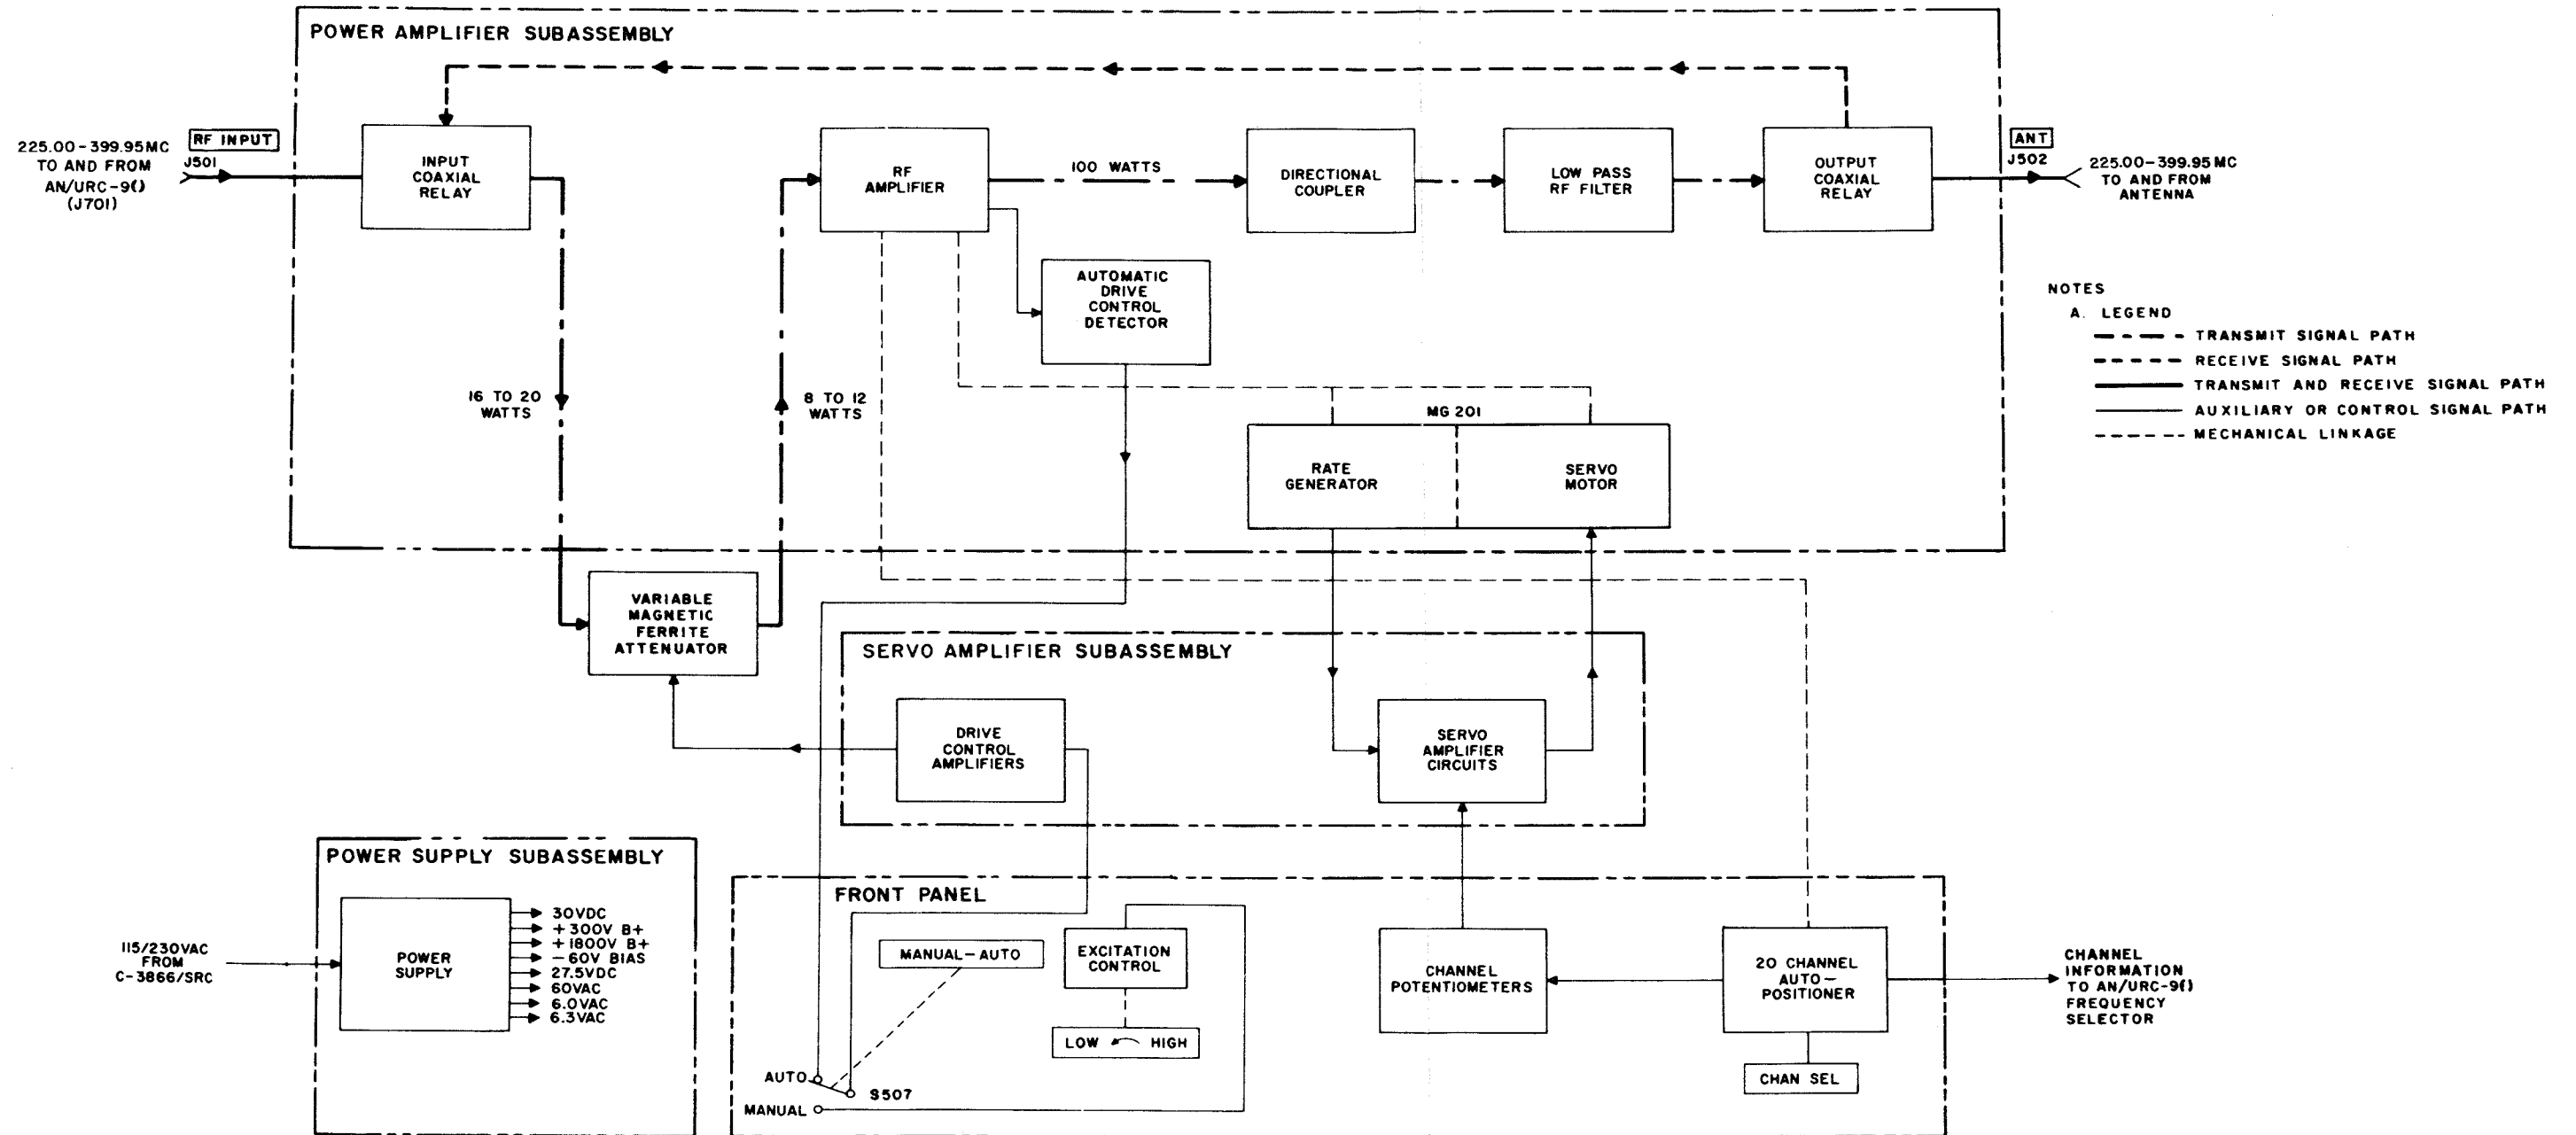 POWER AMPLIFIER SUBASSEMBLY
225.00-399.95MC
TO AND FROM
AN/URC-9()
(J701)
RF INPUT
J501
INPUT
COAXIAL
RELAY
RF
AMPLIFIER
100 WATTS
DIRECTIONAL
COUPLER
LOW PASS
RF FILTER
OUTPUT
COAXIAL
RELAY
ANT
J502
225.00-399.95MC
TO AND FROM
ANTENNA
AUTOMATIC
DRIVE
CONTROL
DETECTOR
NOTES
A. LEGEND
TRANSMIT SIGNAL PATH
RECEIVE SIGNAL PATH
TRANSMIT AND RECEIVE SIGNAL PATH
AUXILIARY OR CONTROL SIGNAL PATH
MECHANICAL LINKAGE
16 TO 20
WATTS
8 TO 12
WATTS
MG 201
RATE
GENERATOR
SERVO
MOTOR
VARIABLE
MAGNETIC
FERRITE
ATTENUATOR
SERVO AMPLIFIER SUBASSEMBLY
DRIVE
CONTROL
AMPLIFIERS
SERVO
AMPLIFIER
CIRCUITS
POWER SUPPLY SUBASSEMBLY
115/230VAC
FROM
C-3866/SRC
POWER
SUPPLY
30VDC
+300V B+
+1800V B+
-60V BIAS
27.5VDC
60VAC
6.0VAC
6.3VAC
FRONT PANEL
MANUAL-AUTO
EXCITATION
CONTROL
LOW HIGH
AUTO
S507
MANUAL
CHANNEL
POTENTIOMETERS
20 CHANNEL
AUTO-
POSITIONER
CHAN SEL
CHANNEL
INFORMATION
TO AN/URC-9()
FREQUENCY
SELECTOR